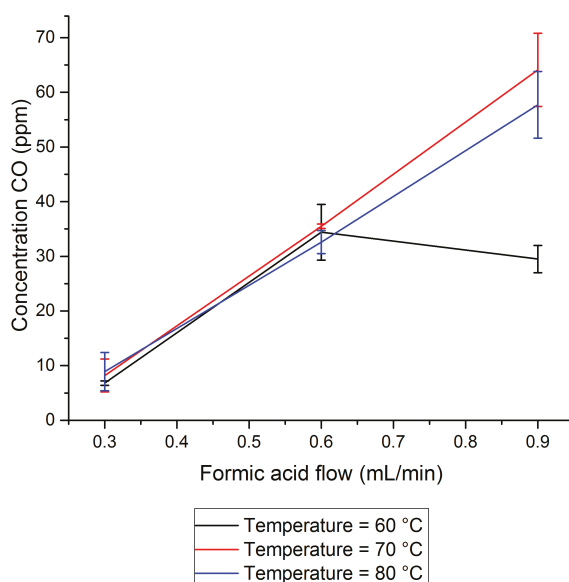 70
60
50
40
30
20
10
0
Concentration CO (ppm)
0.3 0.4 0.5 0.6 0.7 0.8 0.9
Formic acid flow (mL/min)
Temperature = 60 °C
Temperature = 70 °C
Temperature = 80 °C